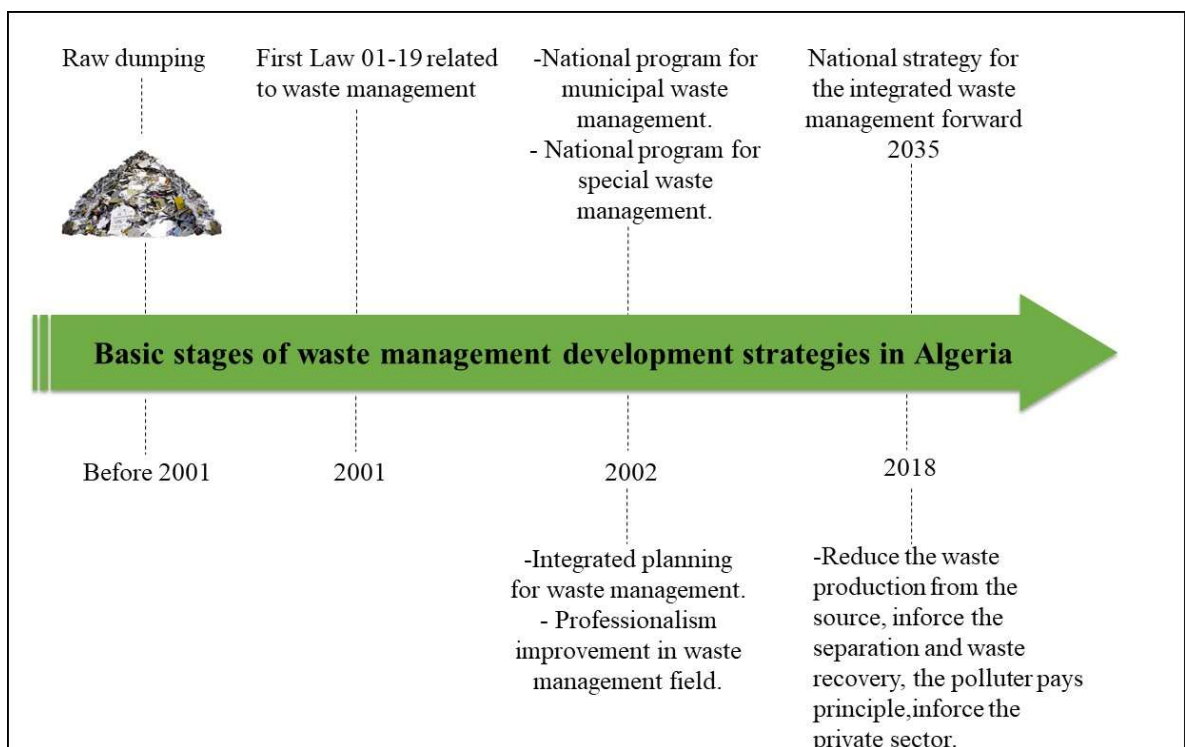 Raw dumping
First Law 01-19 related
to waste management
-National program for
municipal waste
management.
- National program for
special waste
management.
National strategy for
the integrated waste
management forward
2035
Basic stages of waste management development strategies in Algeria
Before 2001
2001
2002
2018
-Integrated planning
for waste management.
- Professionalism
improvement in waste
management field.
-Reduce the waste
production from the
source, inforce the
separation and waste
recovery, the polluter pays
principle,inforce the
private sector.